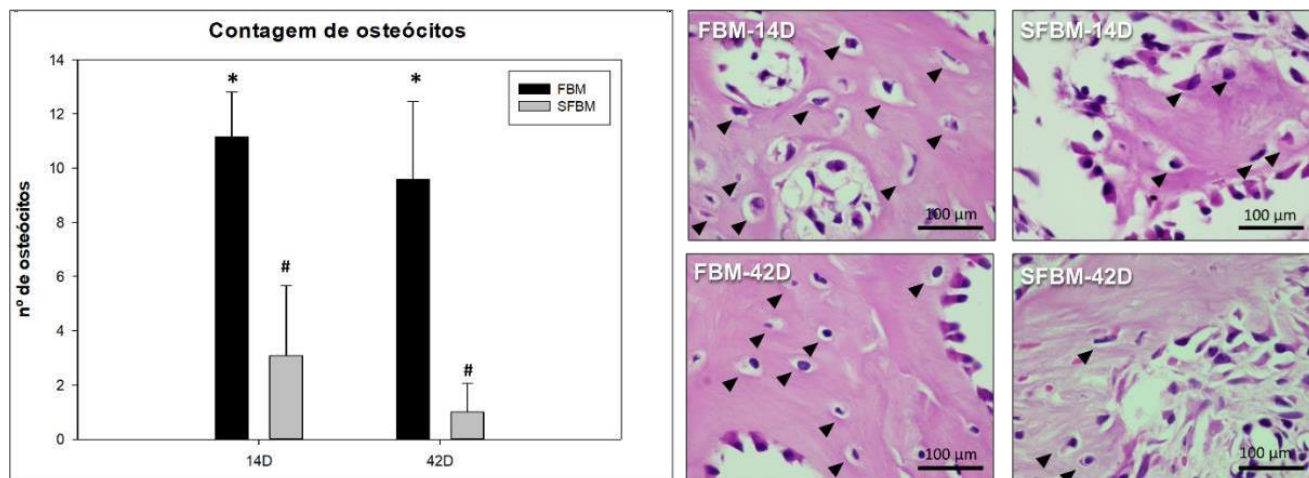 Contagem de osteócitos
nº de osteócitos
14
12
10
8
6
4
2
0
*
#
*
#
FBM
SFBM
14D
42D
FBM-14D
100 µm
SFBM-14D
100 µm
FBM-42D
100 µm
SFBM-42D
100 µm